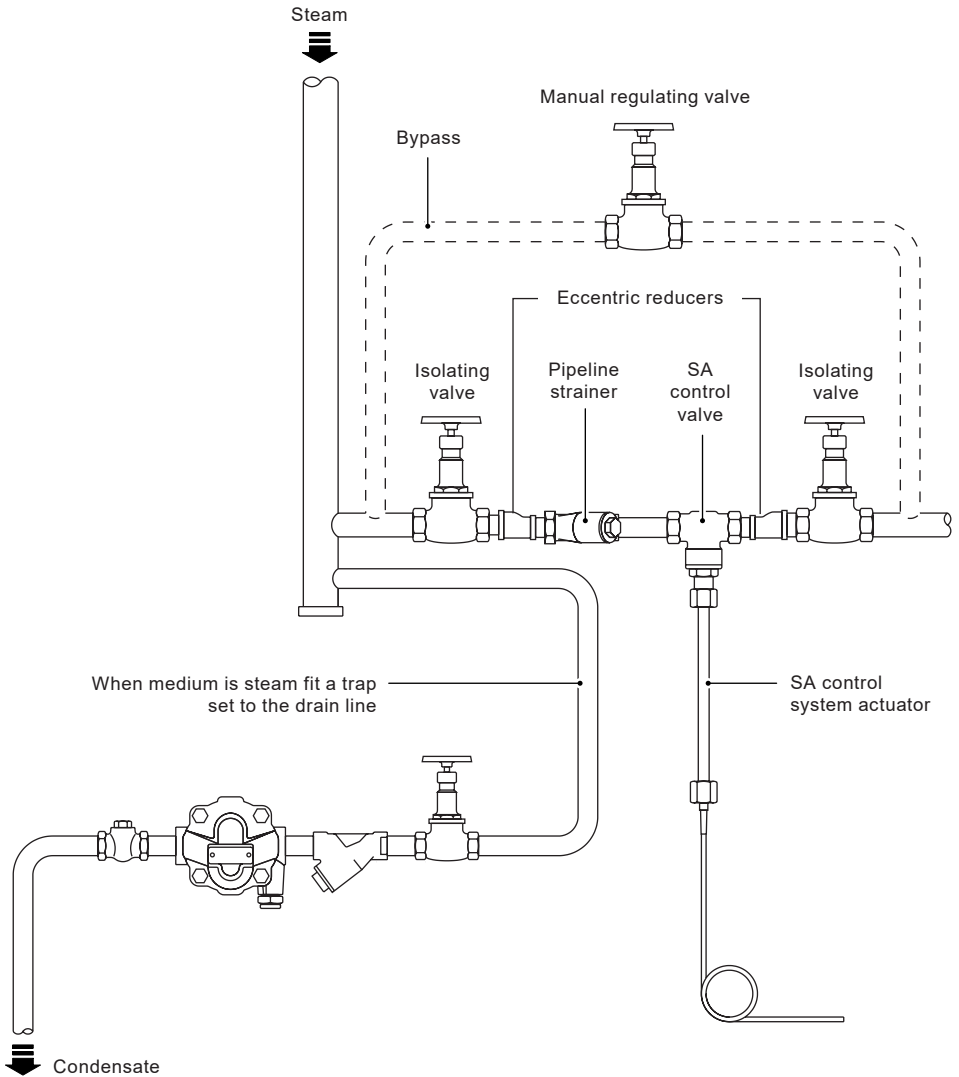 Steam
Manual regulating valve
Bypass
Eccentric reducers
Isolating
valve
Pipeline
strainer
SA
control
valve
Isolating
valve
When medium is steam fit a trap
set to the drain line
SA control
system actuator
Condensate